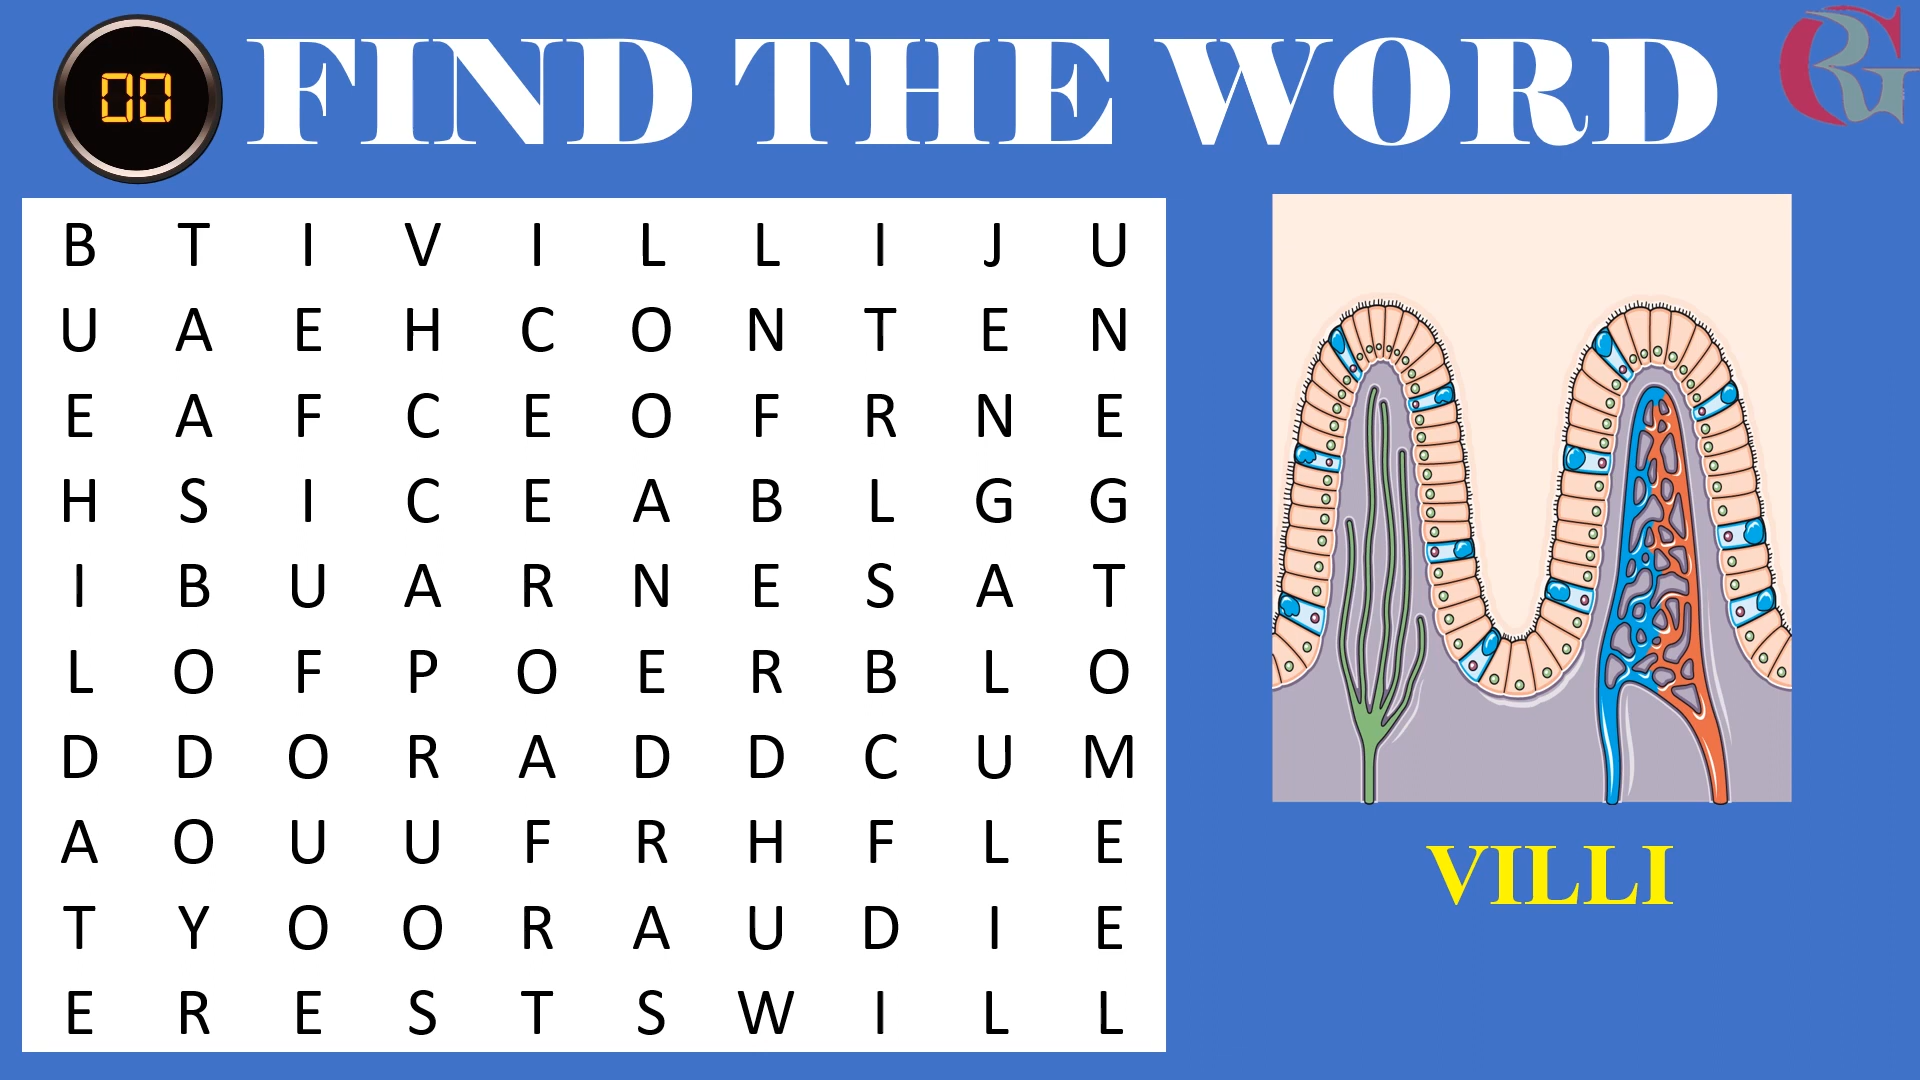 00
FIND THE WORD
B T I V I L L I J U
U A E H C O N T E N
E A F C E O F R N E
H S I C E A B L G G
I B U A R N E S A T
L O F P O E R B L O
D D O R A D D C U M
A O U U F R H F L E
T Y O O R A U D I E
E R E S T S W I L L
VILLI